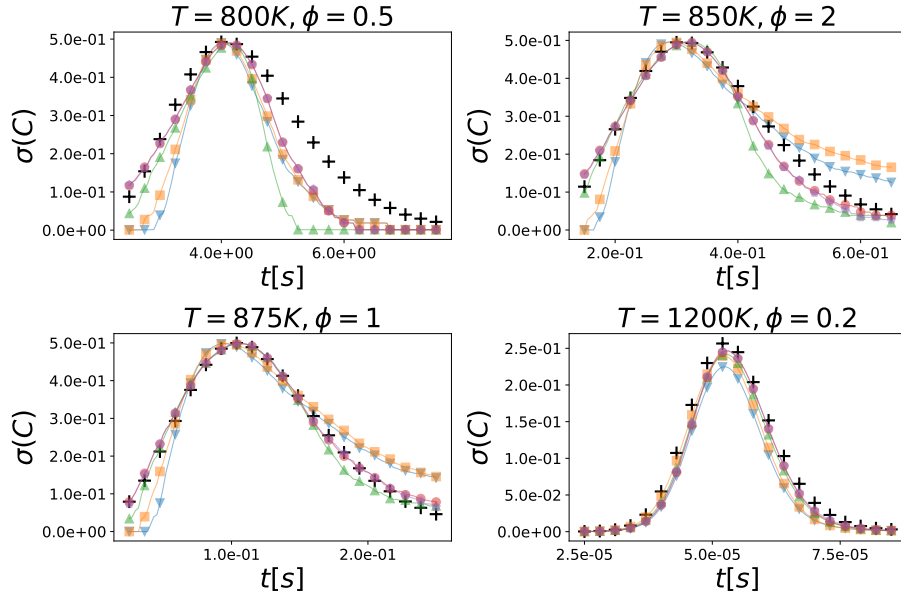 T = 800K, ϕ = 0.5
5.0e-01
4.0e-01
3.0e-01
2.0e-01
1.0e-01
0.0e+00
σ(C)
4.0e+00 6.0e+00
t[s]
T = 850K, ϕ = 2
5.0e-01
4.0e-01
3.0e-01
2.0e-01
1.0e-01
0.0e+00
σ(C)
2.0e-01 4.0e-01 6.0e-01
t[s]
T = 875K, ϕ = 1
5.0e-01
4.0e-01
3.0e-01
2.0e-01
1.0e-01
0.0e+00
σ(C)
1.0e-01 2.0e-01
t[s]
T = 1200K, ϕ = 0.2
2.5e-01
2.0e-01
1.5e-01
1.0e-01
5.0e-02
0.0e+00
σ(C)
2.5e-05 5.0e-05 7.5e-05
t[s]